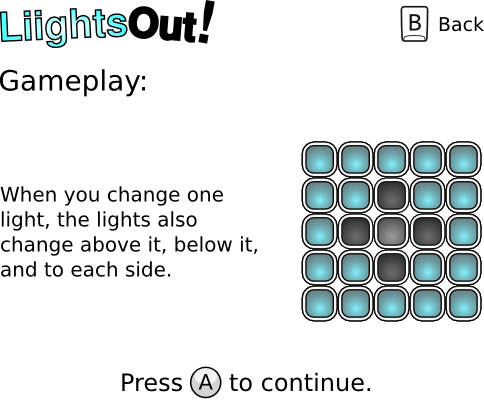 LiightsOut!
B Back
Gameplay:
When you change one
light, the lights also
change above it, below it,
and to each side.
Press A to continue.